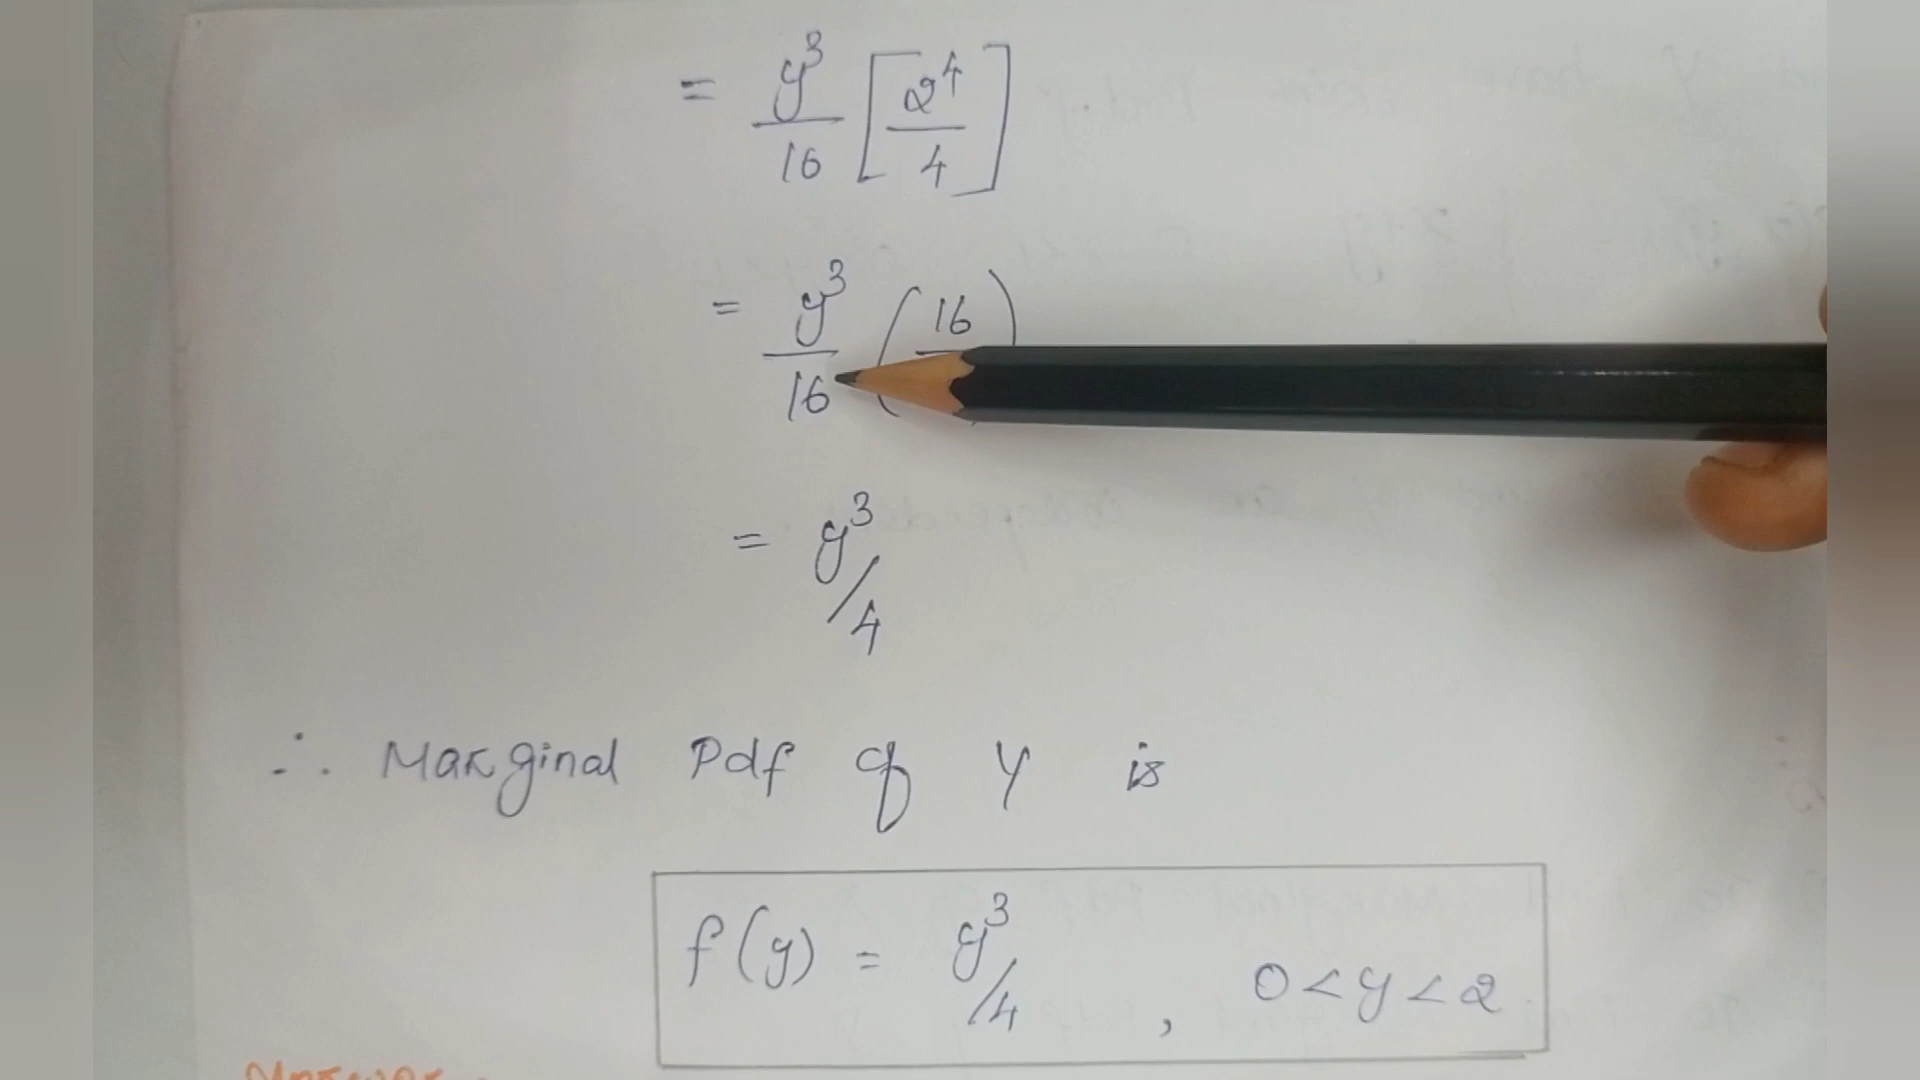 = y³/16 [2⁴/4]
= y³/16 (16
= y³/4
∴ Marginal Pdf of Y is
f(y) = y³/4 , 0<y<2